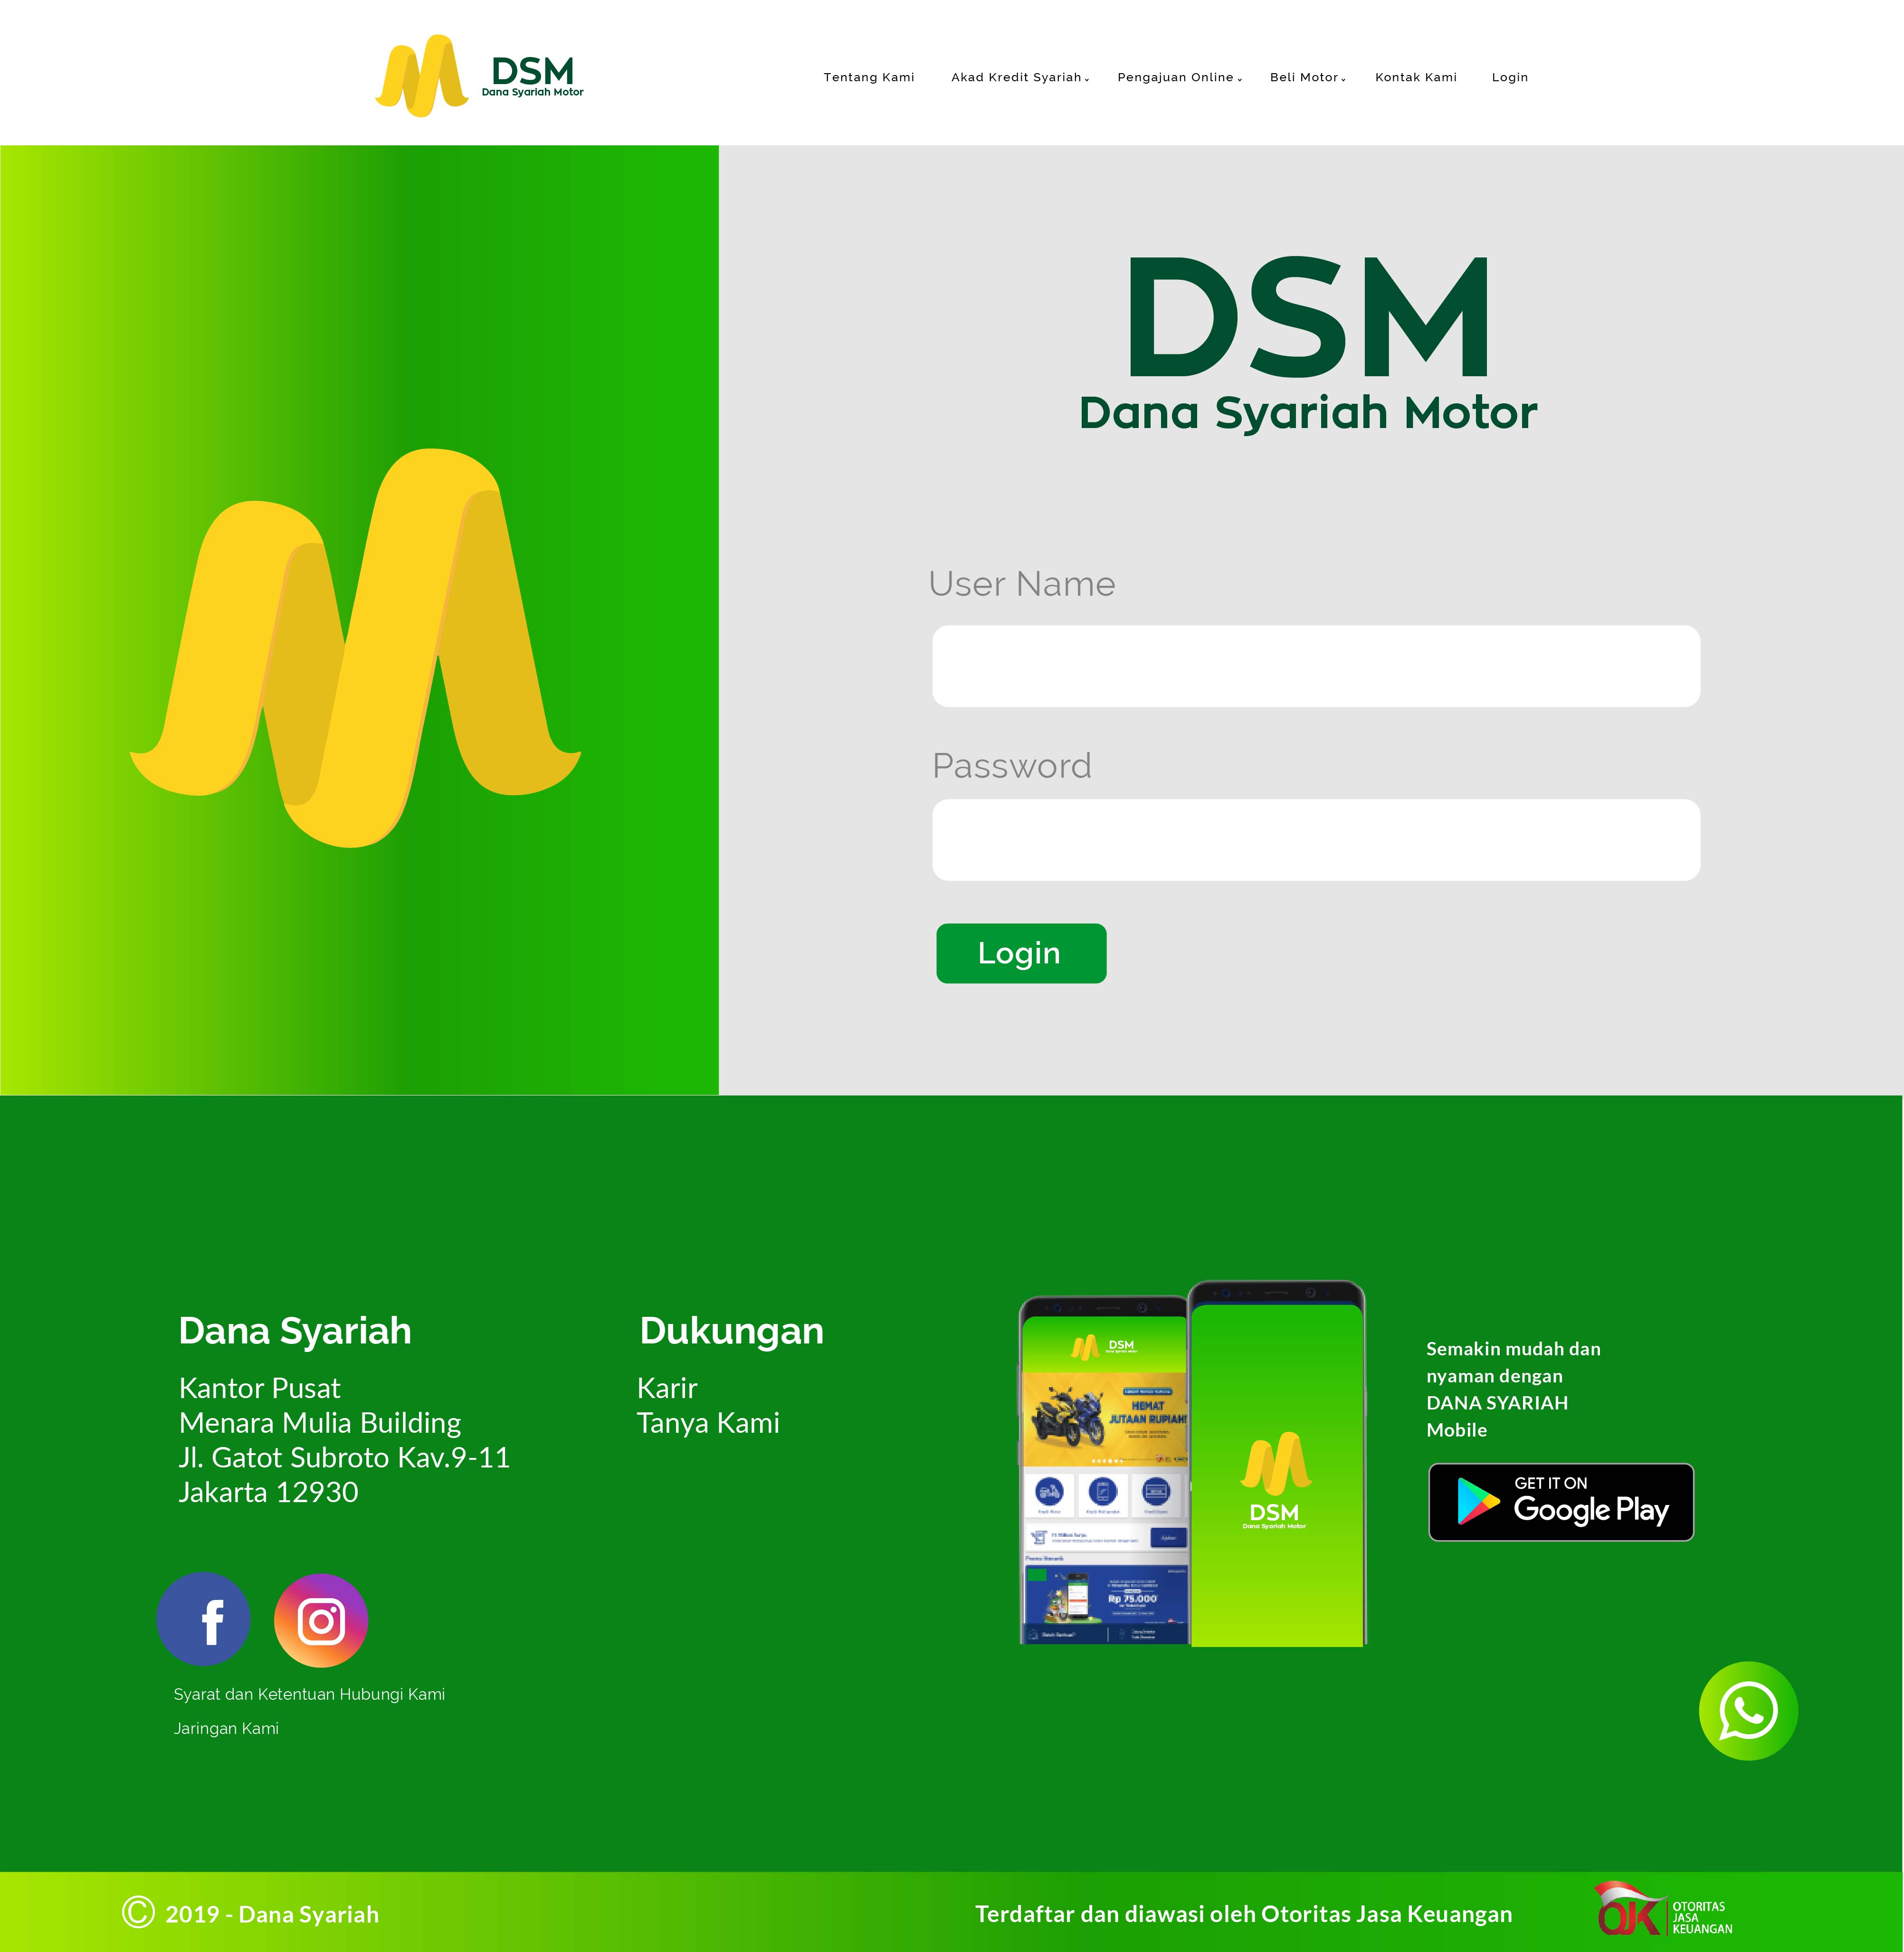 DSM
Dana Syariah Motor
Tentang Kami
Akad Kredit Syariah
Pengajuan Online
Beli Motor
Kontak Kami
Login
DSM
Dana Syariah Motor
User Name
Password
Login
Dana Syariah
Kantor Pusat
Menara Mulia Building
Jl. Gatot Subroto Kav.9-11
Jakarta 12930
Syarat dan Ketentuan Hubungi Kami
Jaringan Kami
Dukungan
Karir
Tanya Kami
DSM
Dana Syariah Motor
HEMAT
JUTAAN RUPIAH!
Rp 75.000
DSM
Dana Syariah Motor
Semakin mudah dan
nyaman dengan
DANA SYARIAH
Mobile
GET IT ON
Google Play
© 2019 - Dana Syariah
Terdaftar dan diawasi oleh Otoritas Jasa Keuangan
OJK
OTORITAS
JASA
KEUANGAN